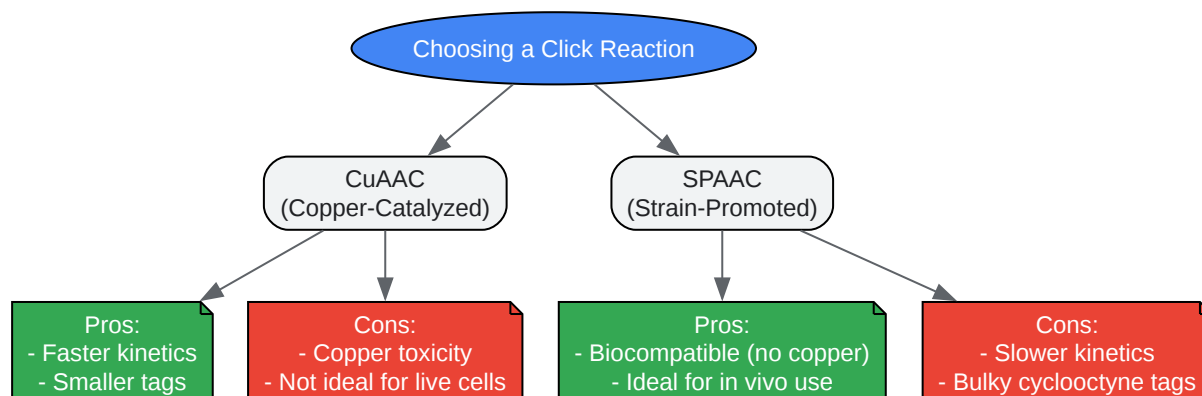 Choosing a Click Reaction
CuAAC
(Copper-Catalyzed)
SPAAC
(Strain-Promoted)
Pros:
- Faster kinetics
- Smaller tags
Cons:
- Copper toxicity
- Not ideal for live cells
Pros:
- Biocompatible (no copper)
- Ideal for in vivo use
Cons:
- Slower kinetics
- Bulky cyclooctyne tags